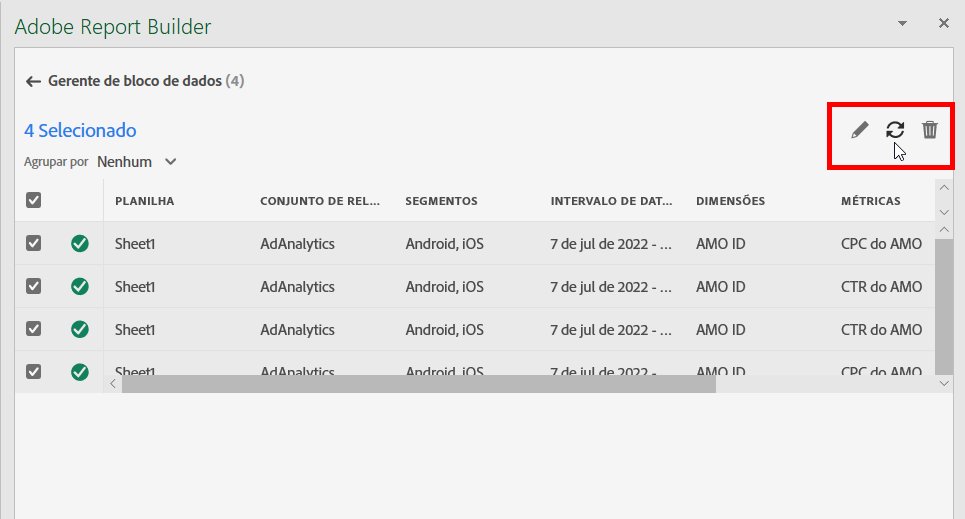 Adobe Report Builder
Gerente de bloco de dados (4)
4 Selecionado
Agrupar por Nenhum
PLANILHA CONJUNTO DE REL... SEGMENTOS INTERVALO DE DAT... DIMENSÕES MÉTRICAS
Sheet1 AdAnalytics Android, iOS 7 de jul de 2022 - ... AMO ID CPC do AMO
Sheet1 AdAnalytics Android, iOS 7 de jul de 2022 - ... AMO ID CTR do AMO
Sheet1 AdAnalytics Android, iOS 7 de jul de 2022 - ... AMO ID CTR do AMO
Sheet1 AdAnalytics Android, iOS 7 de jul de 2022 - ... AMO ID CPC do AMO